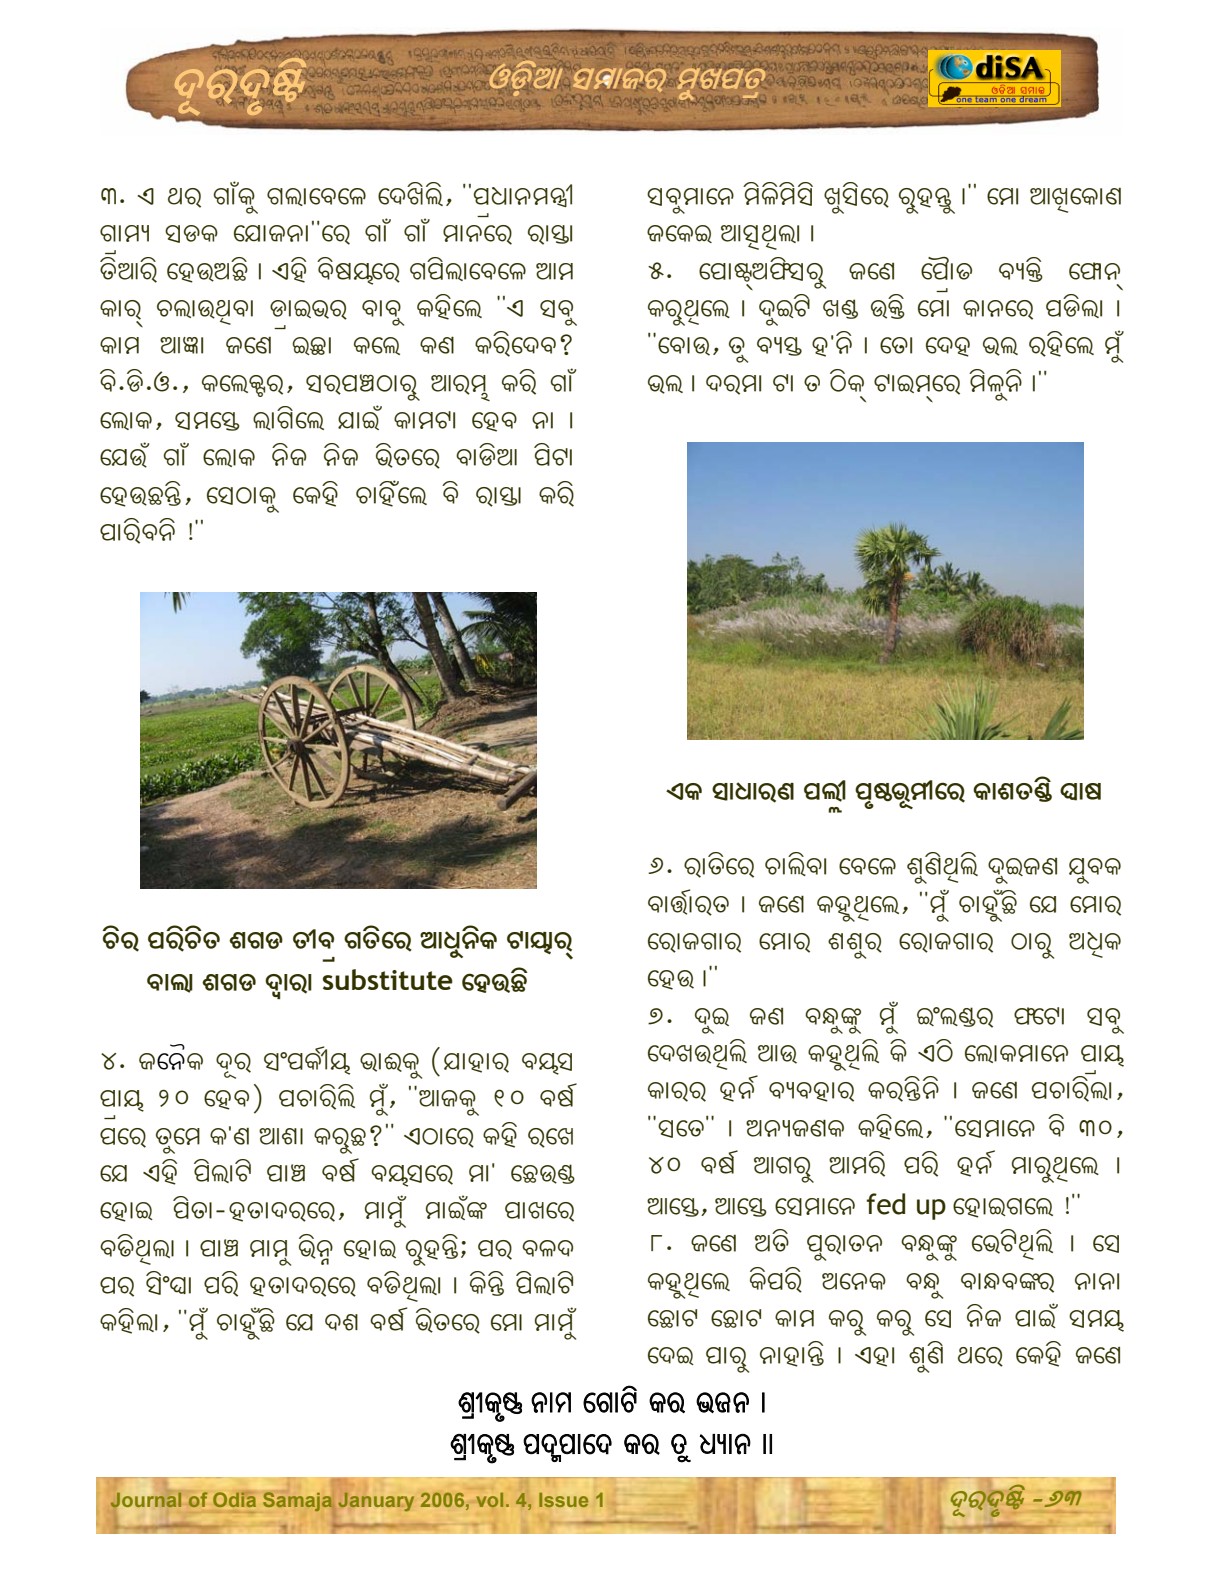 ଦୂରଦୃଷ୍ଟି
ଓଡ଼ିଆ ସମାଜର ମୁଖପତ୍ର
diSA
ଓଡ଼ିଆ ସମାଜ
one team one dream
୩. ଏ ଥର ଗାଁକୁ ଗଲାବେଳେ ଦେଖିଲି, "ପ୍ରଧାନମନ୍ତ୍ରୀ
ଗ୍ରାମ୍ୟ ସଡକ ଯୋଜନା"ରେ ଗାଁ ଗାଁ ମାନରେ ରାସ୍ତା
ତିଆରି ହେଉଅଛି । ଏହି ବିଷୟରେ ଗପିଲାବେଳେ ଆମ
କାର୍ ଚଲାଉଥିବା ଡ୍ରାଇଭର ବାବୁ କହିଲେ "ଏ ସବୁ
କାମ ଆଜ୍ଞା ଜଣେ ଇଚ୍ଛା କଲେ କଣ କରିଦେବ?
ବି.ଡି.ଓ., କଲେକ୍ଟର, ସରପଞ୍ଚଠାରୁ ଆରମ୍ଭ କରି ଗାଁ
ଲୋକ, ସମସ୍ତେ ଲାଗିଲେ ଯାଇଁ କାମଟା ହେବ ନା ।
ଯେଉଁ ଗାଁ ଲୋକ ନିଜ ନିଜ ଭିତରେ ବାଡିଆ ପିଟା
ହେଉଛନ୍ତି, ସେଠାକୁ କେହି ଚାହିଁଲେ ବି ରାସ୍ତା କରି
ପାରିବନି !"
ଚିର ପରିଚିତ ଶଗଡ ତୀବ୍ର ଗତିରେ ଆଧୁନିକ ଟାୟାର୍
ବାଲା ଶଗଡ ଦ୍ୱାରା substitute ହେଉଛି
୪. ଜନୈକ ଦୂର ସଂପର୍କୀୟ ଭାଈକୁ (ଯାହାର ବୟସ
ପ୍ରାୟ ୨୦ ହେବ) ପଚାରିଲି ମୁଁ, "ଆଜକୁ ୧୦ ବର୍ଷ
ପରେ ତୁମେ କ'ଣ ଆଶା କରୁଛ?" ଏଠାରେ କହି ରଖେ
ଯେ ଏହି ପିଲାଟି ପାଞ୍ଚ ବର୍ଷ ବୟସରେ ମା' ଛେଉଣ୍ଡ
ହୋଇ ପିତା-ହତାଦରରେ, ମାମୁଁ ମାଇଁଙ୍କ ପାଖରେ
ବଢିଥିଲା । ପାଞ୍ଚ ମାମୁ ଭିନ୍ନ ହୋଇ ରୁହନ୍ତି; ପର ବଳଦ
ପର ସିଂଘା ପରି ହତାଦରରେ ବଢିଥିଲା । କିନ୍ତି ପିଲାଟି
କହିଲା, "ମୁଁ ଚାହୁଁଛି ଯେ ଦଶ ବର୍ଷ ଭିତରେ ମୋ ମାମୁଁ
ସବୁମାନେ ମିଳିମିସି ଖୁସିରେ ରୁହନ୍ତୁ ।" ମୋ ଆଖିକୋଣ
ଜକେଇ ଆସୁଥିଲା ।
୫. ପୋଷ୍ଟ୍ଅଫିସରୁ ଜଣେ ପ୍ରୌଢ ବ୍ୟକ୍ତି ଫୋନ୍
କରୁଥିଲେ । ଦୁଇଟି ଖଣ୍ଡ ଉକ୍ତି ମୋ କାନରେ ପଡିଲା ।
"ବୋଉ, ତୁ ବ୍ୟସ୍ତ ହ'ନି । ତୋ ଦେହ ଭଲ ରହିଲେ ମୁଁ
ଭଲ । ଦରମା ଟା ତ ଠିକ୍ ଟାଇମ୍‌ରେ ମିଳୁନି ।"
ଏକ ସାଧାରଣ ପଲ୍ଲୀ ପୃଷ୍ଠଭୂମୀରେ କାଶତଣ୍ଡି ଘାଷ
୬. ରାତିରେ ଚାଲିବା ବେଳେ ଶୁଣିଥିଲି ଦୁଇଜଣ ଯୁବକ
ବାର୍ତ୍ତାରତ । ଜଣେ କହୁଥିଲେ, "ମୁଁ ଚାହୁଁଛି ଯେ ମୋର
ରୋଜଗାର ମୋର ଶଶୁର ରୋଜଗାର ଠାରୁ ଅଧିକ
ହେଉ ।"
୭. ଦୁଇ ଜଣ ବନ୍ଧୁଙ୍କୁ ମୁଁ ଇଂଲଣ୍ଡର ଫଟୋ ସବୁ
ଦେଖଉଥିଲି ଆଉ କହୁଥିଲି କି ଏଠି ଲୋକମାନେ ପ୍ରାୟ
କାରର ହର୍ନ ବ୍ୟବହାର କରନ୍ତିନି । ଜଣେ ପଚାରିଲା,
"ସତେ" । ଅନ୍ୟଜଣକ କହିଲେ, "ସେମାନେ ବି ୩୦,
୪୦ ବର୍ଷ ଆଗରୁ ଆମରି ପରି ହର୍ନ ମାରୁଥିଲେ ।
ଆସ୍ତେ, ଆସ୍ତେ ସେମାନେ fed up ହୋଇଗଲେ !"
୮. ଜଣେ ଅତି ପୁରାତନ ବନ୍ଧୁଙ୍କୁ ଭେଟିଥିଲି । ସେ
କହୁଥିଲେ କିପରି ଅନେକ ବନ୍ଧୁ ବାନ୍ଧବଙ୍କର ନାନା
ଛୋଟ ଛୋଟ କାମ କରୁ କରୁ ସେ ନିଜ ପାଇଁ ସମୟ
ଦେଇ ପାରୁ ନାହାନ୍ତି । ଏହା ଶୁଣି ଥରେ କେହି ଜଣେ
ଶ୍ରୀକୃଷ୍ଣ ନାମ ଗୋଟି କର ଭଜନ ।
ଶ୍ରୀକୃଷ୍ଣ ପଦ୍ମପାଦେ କର ତୁ ଧ୍ୟାନ ॥
Journal of Odia Samaja January 2006, vol. 4, Issue 1
ଦୂରଦୃଷ୍ଟି -୬୩